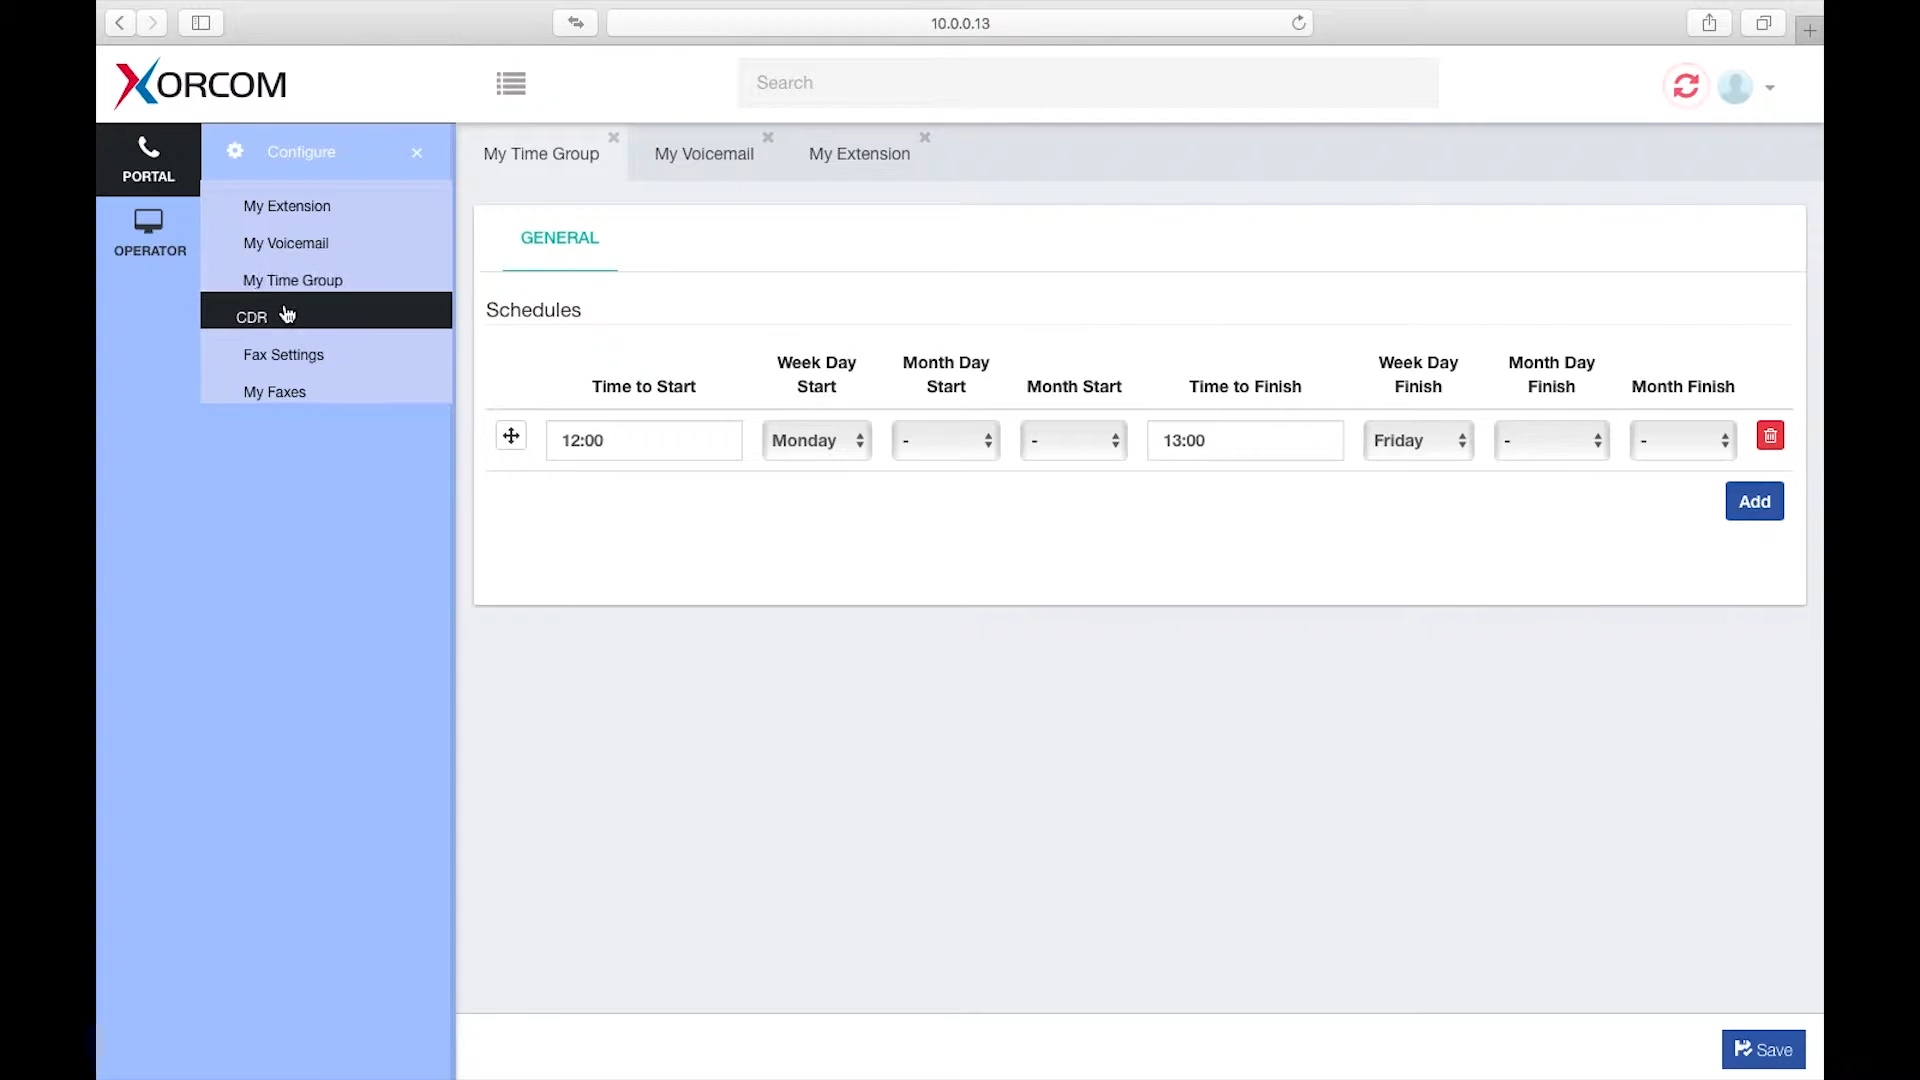 10.0.0.13
XORCOM
Search
PORTAL
OPERATOR
Configure
My Extension
My Voicemail
My Time Group
CDR
Fax Settings
My Faxes
My Time Group
My Voicemail
My Extension
GENERAL
Schedules
Time to Start
Week Day Start
Month Day Start
Month Start
Time to Finish
Week Day Finish
Month Day Finish
Month Finish
12:00
Monday
-
-
13:00
Friday
-
-
Add
Save